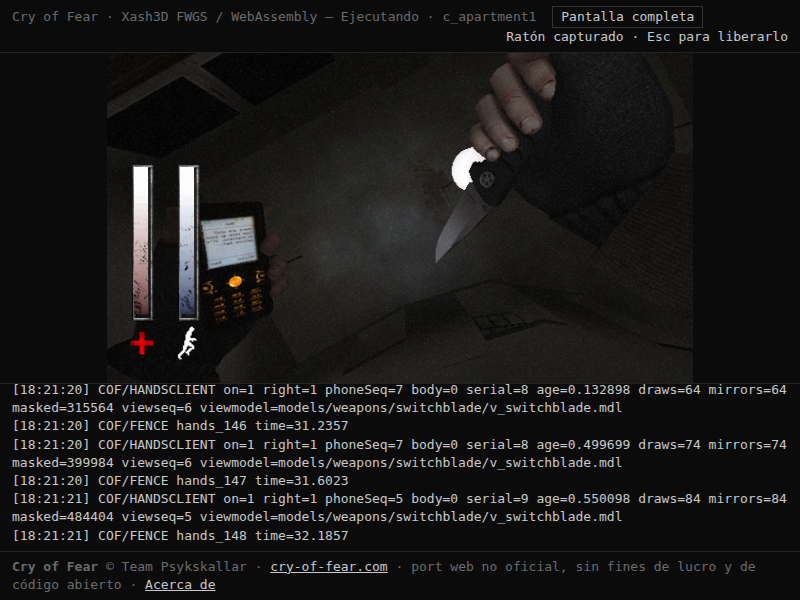 Cry of Fear · Xash3D FWGS / WebAssembly — Ejecutando · c_apartment1
Pantalla completa
Ratón capturado · Esc para liberarlo
[18:21:20] COF/HANDSCLIENT on=1 right=1 phoneSeq=7 body=0 serial=8 age=0.132898 draws=64 mirrors=64
masked=315564 viewseq=6 viewmodel=models/weapons/switchblade/v_switchblade.mdl
[18:21:20] COF/FENCE hands_146 time=31.2357
[18:21:20] COF/HANDSCLIENT on=1 right=1 phoneSeq=7 body=0 serial=8 age=0.499699 draws=74 mirrors=74
masked=399984 viewseq=6 viewmodel=models/weapons/switchblade/v_switchblade.mdl
[18:21:20] COF/FENCE hands_147 time=31.6023
[18:21:21] COF/HANDSCLIENT on=1 right=1 phoneSeq=5 body=0 serial=9 age=0.550098 draws=84 mirrors=84
masked=484404 viewseq=5 viewmodel=models/weapons/switchblade/v_switchblade.mdl
[18:21:21] COF/FENCE hands_148 time=32.1857
Cry of Fear © Team Psykskallar · cry-of-fear.com · port web no oficial, sin fines de lucro y de
código abierto · Acerca de